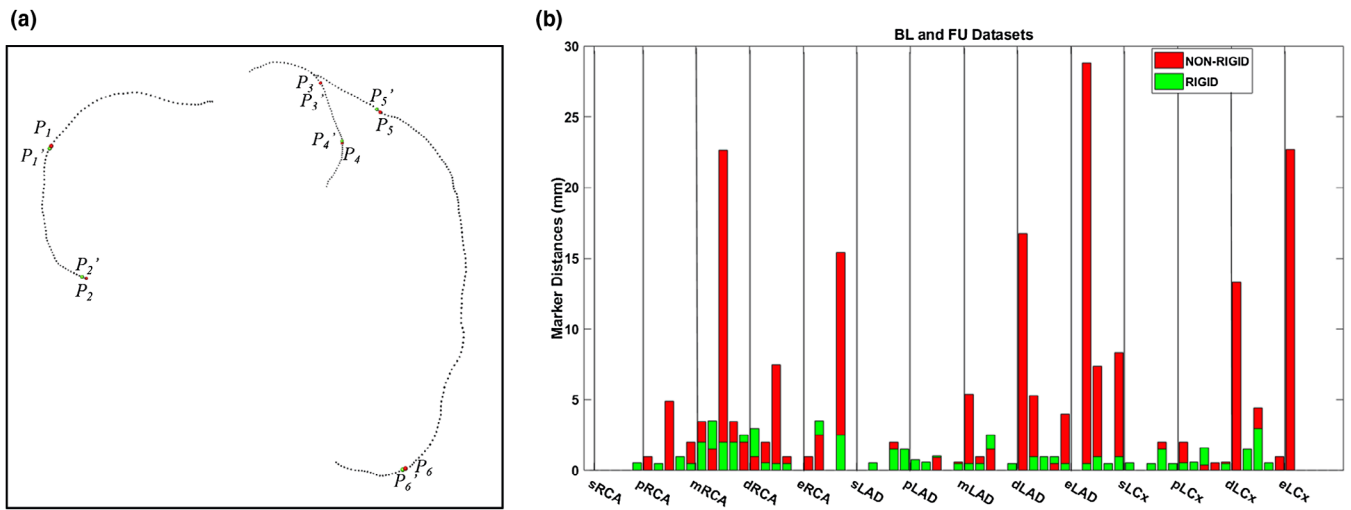 (a)
P1
P1'
P2'
P2
P3
P3'
P4'
P4
P5'
P5
P6
P6'
(b)
BL and FU Datasets
NON-RIGID
RIGID
Marker Distances (mm)
30
25
20
15
10
5
0
sRCA pRCA mRCA dRCA eRCA sLAD pLAD mLAD dLAD eLAD sLCx pLCx dLCx eLCx